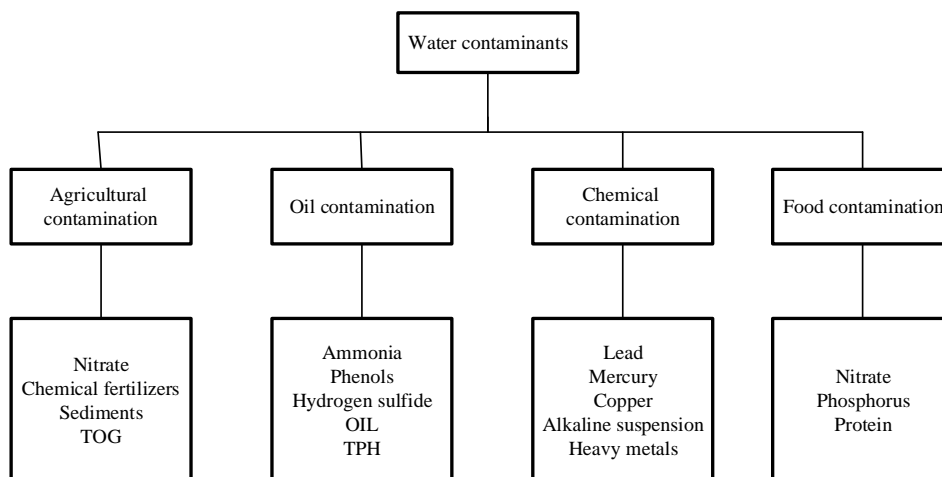 Water contaminants
Agricultural
contamination
Oil contamination
Chemical
contamination
Food contamination
Nitrate
Chemical fertilizers
Sediments
TOG
Ammonia
Phenols
Hydrogen sulfide
OIL
TPH
Lead
Mercury
Copper
Alkaline suspension
Heavy metals
Nitrate
Phosphorus
Protein